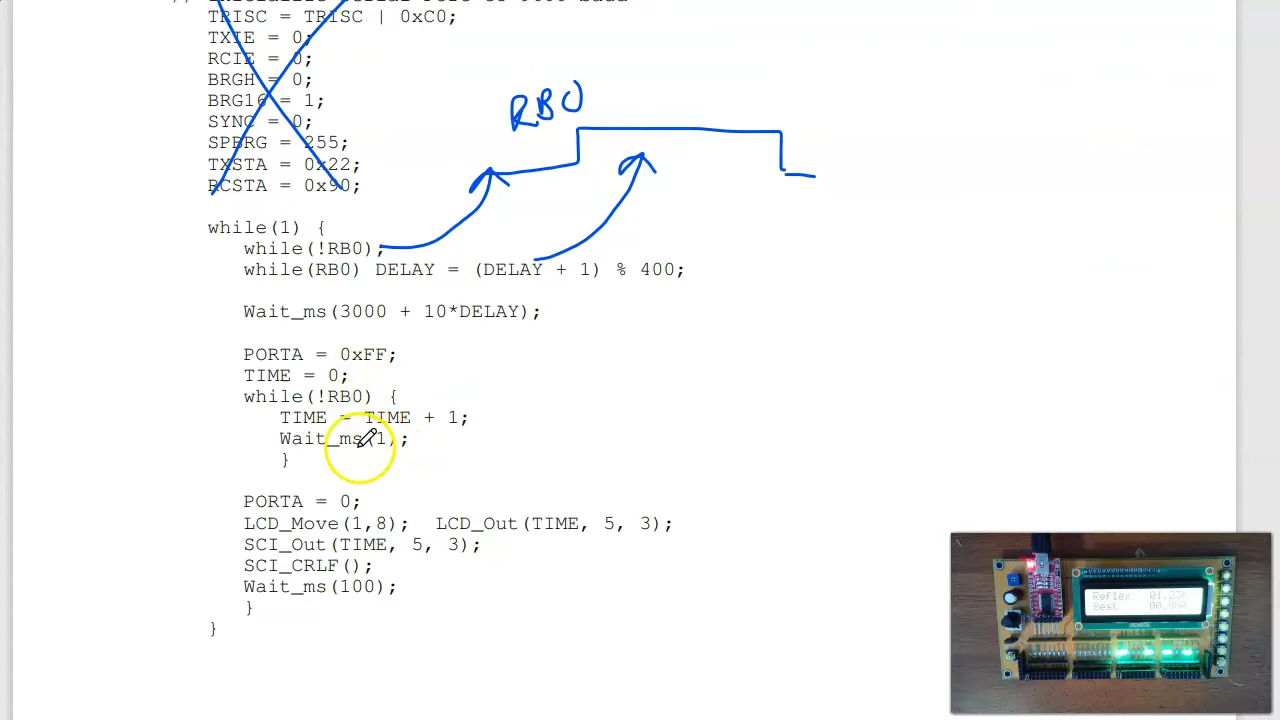 TRISC = TRISC | 0xC0;
TXIE = 0;
RCIE = 0;
BRGH = 0;
BRG16 = 1;
SYNC = 0;
SPBRG = 255;
TXSTA = 0x22;
RCSTA = 0x90;
RB0
while(1) {
while(!RB0);
while(RB0) DELAY = (DELAY + 1) % 400;
Wait_ms(3000 + 10*DELAY);
PORTA = 0xFF;
TIME = 0;
while(!RB0) {
TIME = TIME + 1;
Wait_ms(1);
}
PORTA = 0;
LCD_Move(1,8); LCD_Out(TIME, 5, 3);
SCI_Out(TIME, 5, 3);
SCI_CRLF();
Wait_ms(100);
}
}
Reflex
Best